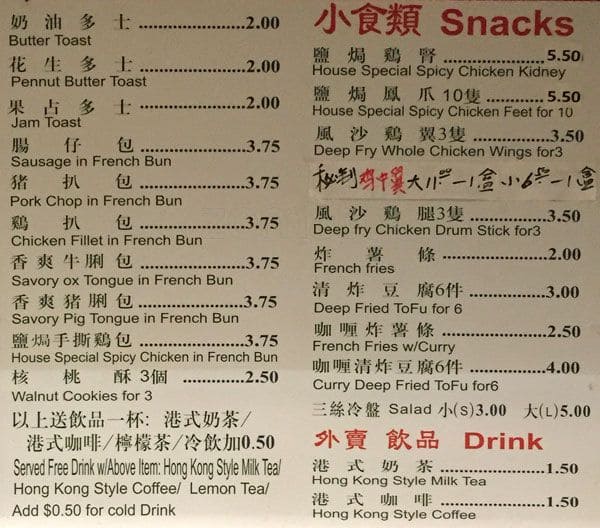 奶油多士 ...............2.00
Butter Toast
花生多士 ...............2.00
Pennut Butter Toast
果占多士 ...............2.00
Jam Toast
腸仔包 ...............3.75
Sausage in French Bun
豬扒包 ...............3.75
Pork Chop in French Bun
鷄扒包 ...............3.75
Chicken Fillet in French Bun
香爽牛脷包 ...............3.75
Savory ox Tongue in French Bun
香爽豬脷包 ...............3.75
Savory Pig Tongue in French Bun
鹽焗手撕鷄包 ............3.75
House Special Spicy Chicken in French Bun
核桃酥 3個 ............2.50
Walnut Cookies for 3
以上送飲品一杯: 港式奶茶/
港式咖啡/檸檬茶/冷飲加0.50
Served Free Drink w/Above Item: Hong Kong Style Milk Tea/
Hong Kong Style Coffee/ Lemon Tea/
Add $0.50 for cold Drink
小食類 Snacks
鹽焗鷄腎 ............5.50
House Special Spicy Chicken Kidney
鹽焗鳳爪10隻 ............5.50
House Special Spicy Chicken Feet for 10
風沙鷄翼3隻 ............3.50
Deep Fry Whole Chicken Wings for3
秘制鸡中翼大11 一1盒 小6 一1盒
風沙鷄腿3隻 ............3.50
Deep fry Chicken Drum Stick for3
炸薯條 ............2.00
French fries
清炸豆腐6件 ............3.00
Deep Fried ToFu for 6
咖喱炸薯條 ............2.50
French Fries w/Curry
咖喱清炸豆腐6件 ............4.00
Curry Deep Fried ToFu for6
三絲冷盤 Salad 小(S)3.00 大(L)5.00
外賣 飲品 Drink
港式奶茶 ............1.50
Hong Kong Style Milk Tea
港式咖啡 ............1.50
Hong Kong Style Coffee